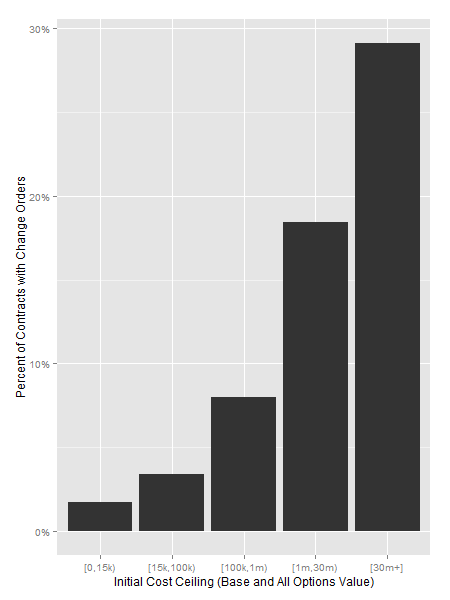 30%
20%
10%
0%
Percent of Contracts with Change Orders
[0,15k) [15k,100k) [100k,1m) [1m,30m) [30m+]
Initial Cost Ceiling (Base and All Options Value)